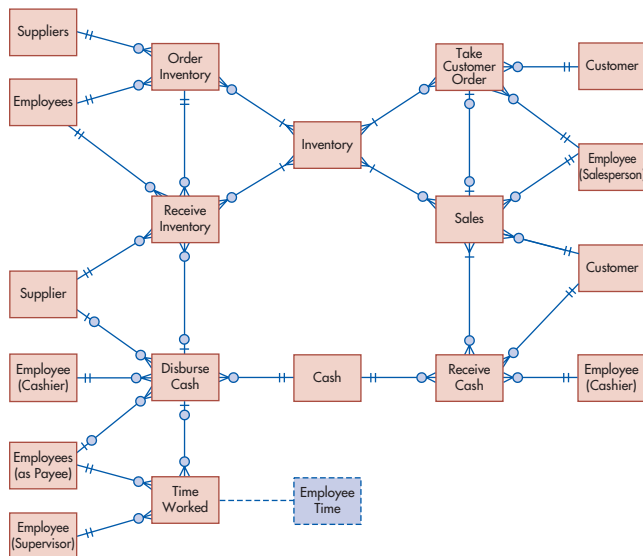 Suppliers
Order
Inventory
Take
Customer
Order
Customer
Employees
Inventory
Employee
(Salesperson)
Receive
Inventory
Sales
Supplier
Customer
Employee
(Cashier)
Disburse
Cash
Cash
Receive
Cash
Employee
(Cashier)
Employees
(as Payee)
Time
Worked
Employee
Time
Employee
(Supervisor)